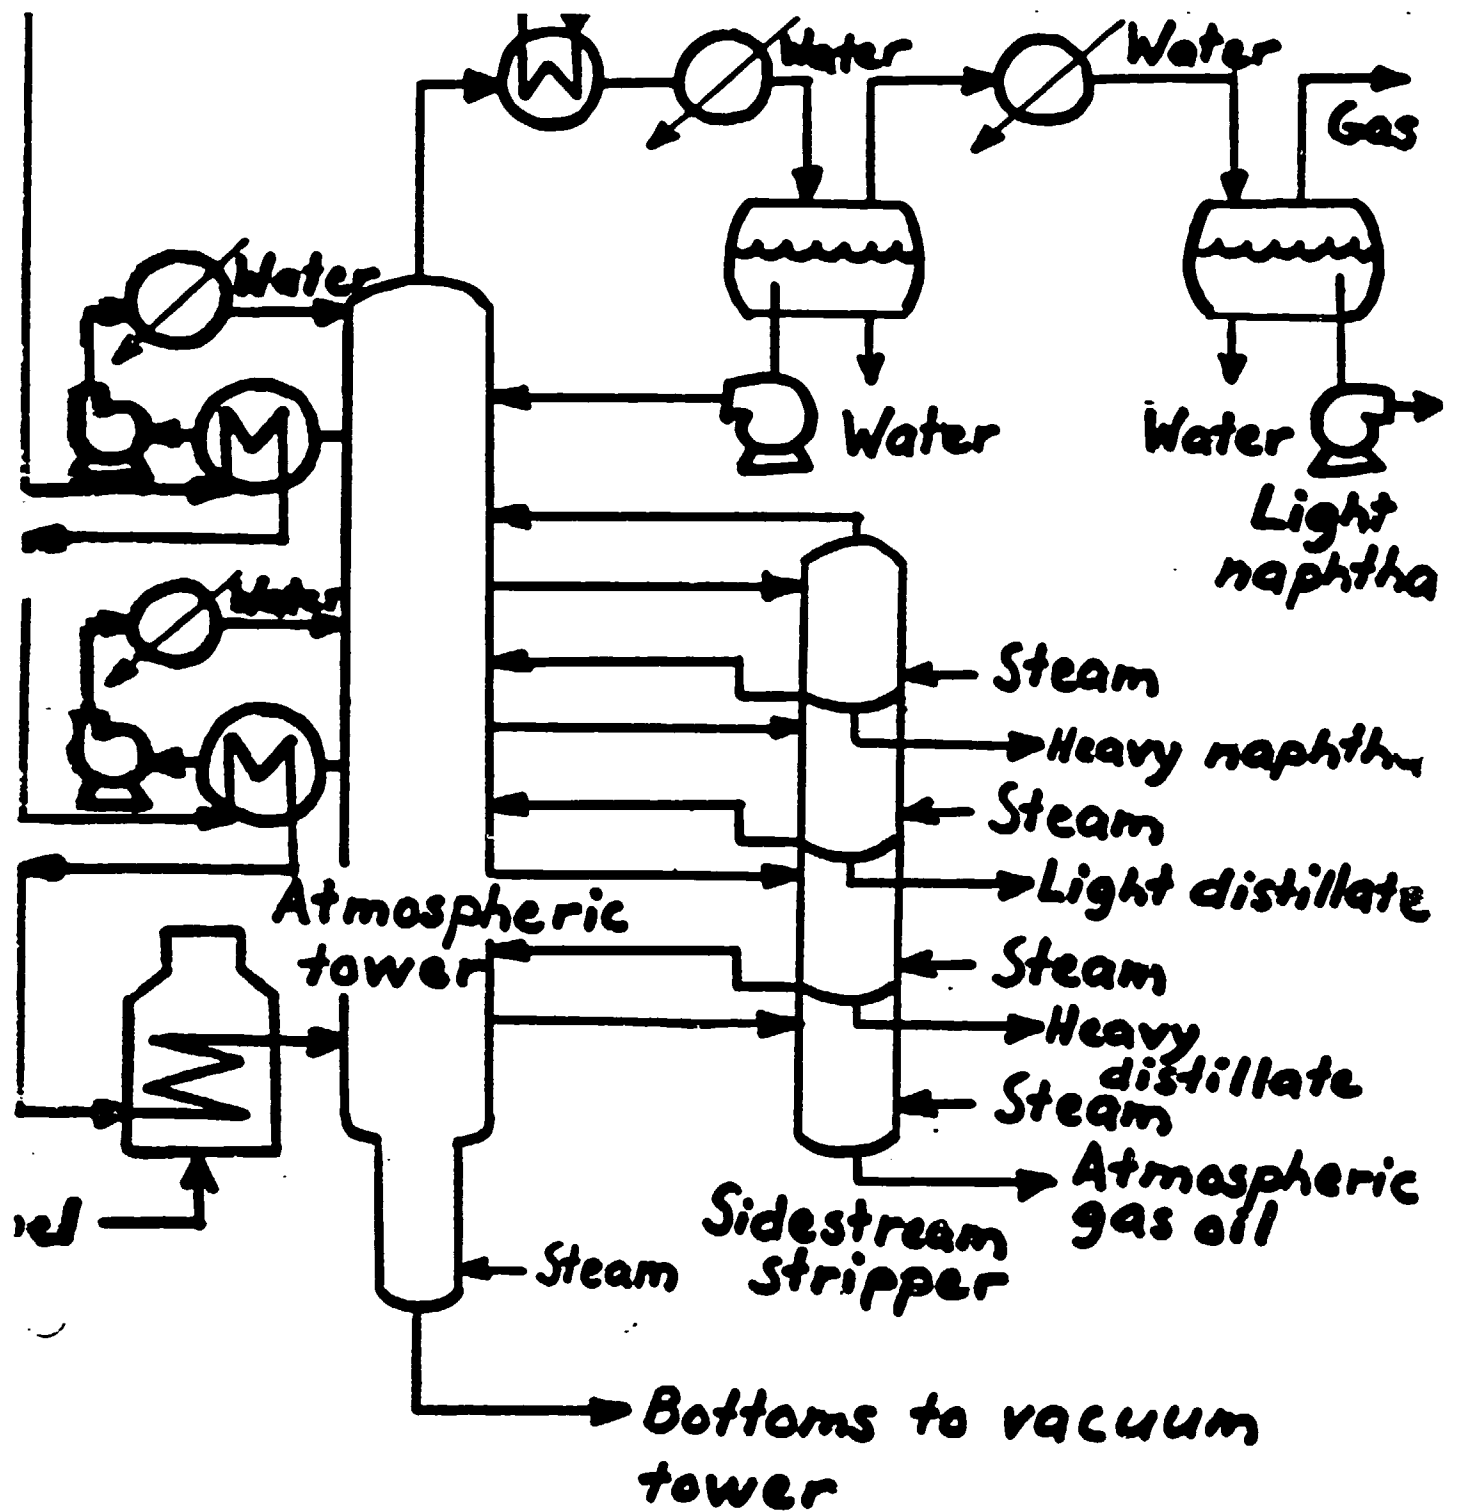 Water
Water
Gas
Water
Water
Water
Light
naphtha
Water
Steam
Heavy
Steam
Light distillate
Atmospheric
tower
Steam
Heavy
distillate
Steam
Atmospheric
gas oil
Sidestream
stripper
Steam
Bottoms to vacuum
tower